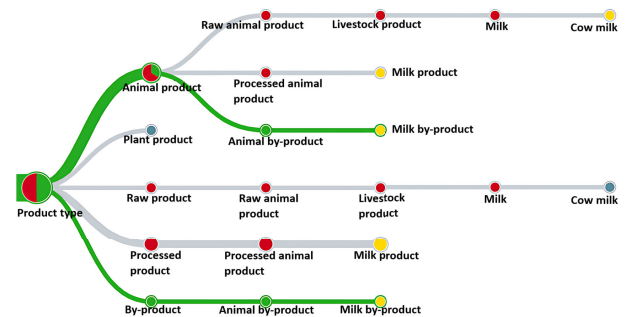 Raw animal product Livestock product Milk Cow milk
Animal product Processed animal Milk product
product
Plant product Animal by-product Milk by-product
Product type Raw product Raw animal Livestock Milk Cow milk
product product
Processed Processed animal Milk product
product product
By-product Animal by-product Milk by-product